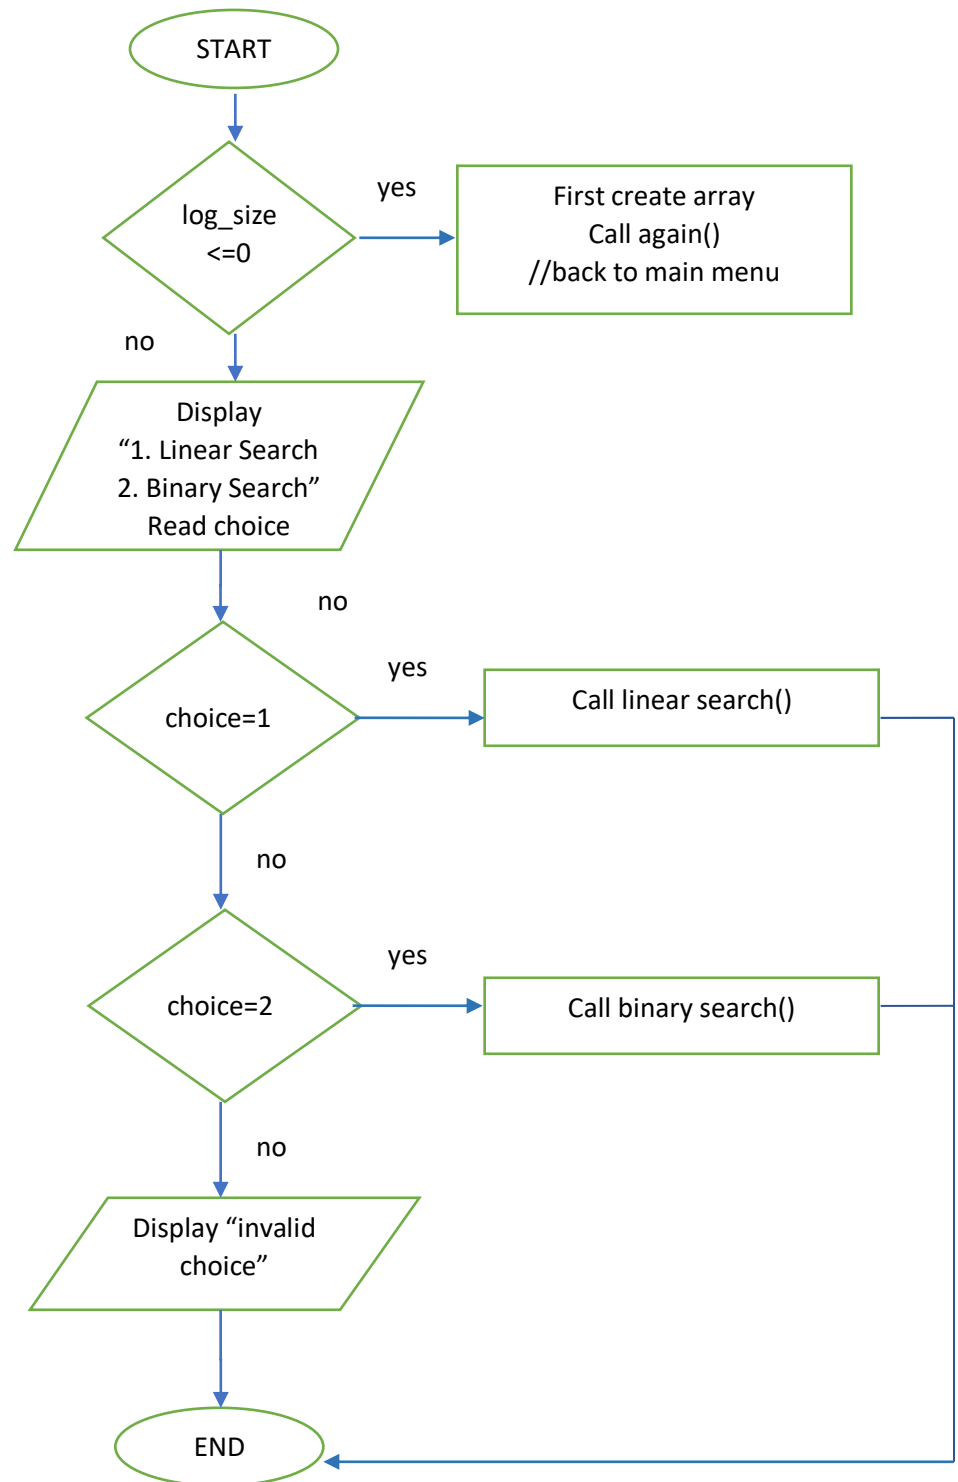 START
log_size
<=0
yes
First create array
Call again()
//back to main menu
no
Display
“1. Linear Search
2. Binary Search”
Read choice
no
choice=1
yes
Call linear search()
no
choice=2
yes
Call binary search()
no
Display “invalid
choice”
END